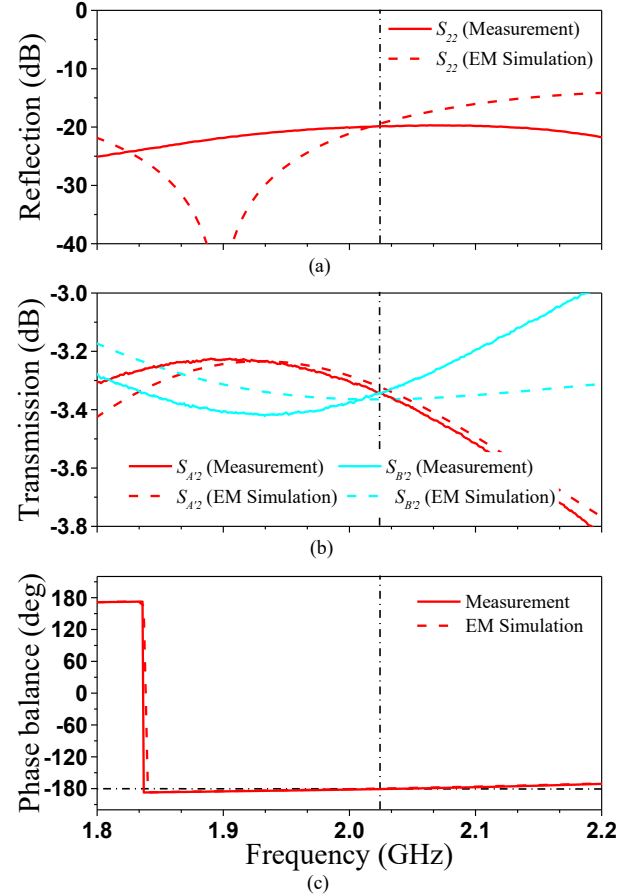 0
-10
-20
-30
-40
Reflection (dB)
S22 (Measurement)
S22 (EM Simulation)
(a)
-3.0
-3.2
-3.4
-3.6
-3.8
Transmission (dB)
SA'2 (Measurement) SB'2 (Measurement)
SA'2 (EM Simulation) SB'2 (EM Simulation)
(b)
180
120
60
0
-60
-120
-180
Phase balance (deg)
Measurement
EM Simulation
1.8 1.9 2.0 2.1 2.2
Frequency (GHz)
(c)